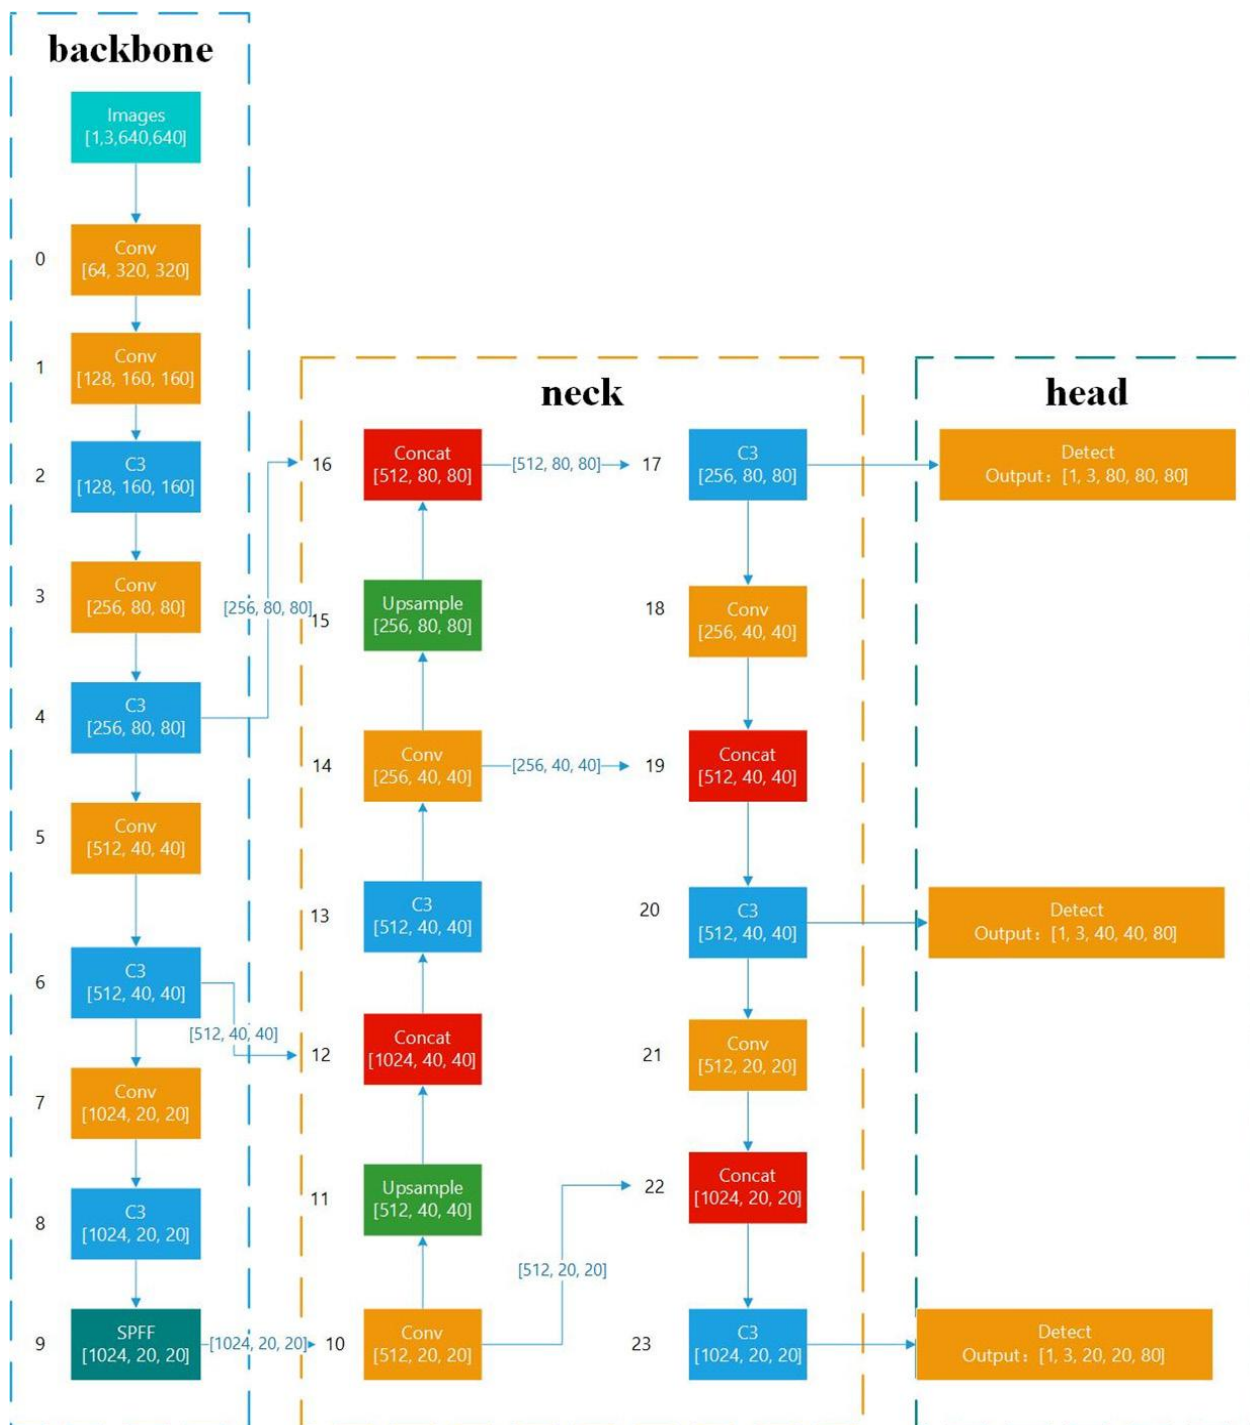 backbone
Images
[1,3,640,640]
0
Conv
[64, 320, 320]
1
Conv
[128, 160, 160]
2
C3
[128, 160, 160]
3
Conv
[256, 80, 80]
4
C3
[256, 80, 80]
5
Conv
[512, 40, 40]
6
C3
[512, 40, 40]
7
Conv
[1024, 20, 20]
8
C3
[1024, 20, 20]
9
SPFF
[1024, 20, 20]
[256, 80, 80]
[512, 40, 40]
[1024, 20, 20]
neck
16
Concat
[512, 80, 80]
15
Upsample
[256, 80, 80]
14
Conv
[256, 40, 40]
13
C3
[512, 40, 40]
12
Concat
[1024, 40, 40]
11
Upsample
[512, 40, 40]
10
Conv
[512, 20, 20]
[512, 80, 80]
[256, 40, 40]
[512, 20, 20]
17
C3
[256, 80, 80]
18
Conv
[256, 40, 40]
19
Concat
[512, 40, 40]
20
C3
[512, 40, 40]
21
Conv
[512, 20, 20]
22
Concat
[1024, 20, 20]
23
C3
[1024, 20, 20]
head
Detect
Output：[1, 3, 80, 80, 80]
Detect
Output：[1, 3, 40, 40, 80]
Detect
Output：[1, 3, 20, 20, 80]